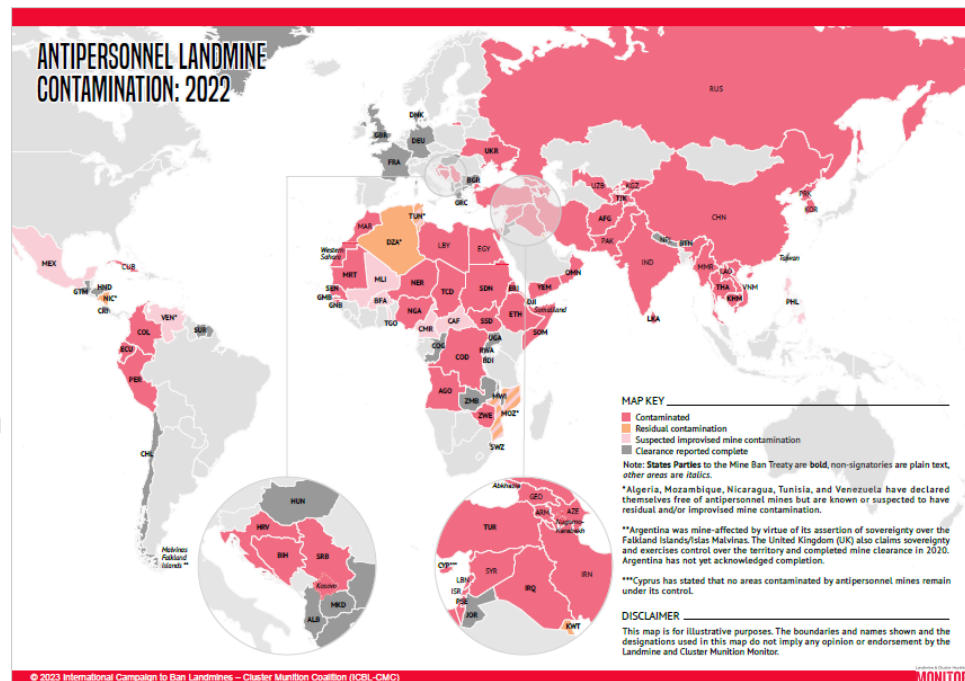 ANTIPERSONNEL LANDMINE
CONTAMINATION: 2022
RUS
DNK
GBR
DEU
FRA
UKR
BGR
GRC
UZB
KGZ
TJK
PRK
KOR
AFG
CHN
PAK
NPL
BTN
IND
MMR
LAO
THA
VNM
KHM
PHL
Taiwan
LKA
TUN*
MAR
DZA*
LBY
EGY
Western
Sahara
MRT
MLI
NER
TCD
SDN
ERI
YEM
OMN
SEN
GMB
GNB
BFA
NGA
DJI
Somaliland
ETH
TGO
CMR
CAF
SSD
SOM
COG
UGA
RWA
BDI
COD
AGO
ZMB
MWI
MOZ*
ZWE
SWZ
MEX
CUB
GTM
HND
NIC*
CRI
VEN*
SUR
COL
ECU
PER
CHL
Malvinas
Falkland
Islands **
HUN
HRV
BIH
SRB
Kosovo
MKD
ALB
Abkhazia
GEO
ARM
AZE
Nagorno-
Karabakh
TUR
CYP***
SYR
LBN
ISR
PSE
JOR
IRQ
IRN
KWT
MAP KEY
Contaminated
Residual contamination
Suspected improvised mine contamination
Clearance reported complete
Note: States Parties to the Mine Ban Treaty are bold, non-signatories are plain text,
other areas are italics.
*Algeria, Mozambique, Nicaragua, Tunisia, and Venezuela have declared
themselves free of antipersonnel mines but are known or suspected to have
residual and/or improvised mine contamination.
**Argentina was mine-affected by virtue of its assertion of sovereignty over the
Falkland Islands/Islas Malvinas. The United Kingdom (UK) also claims sovereignty
and exercises control over the territory and completed mine clearance in 2020.
Argentina has not yet acknowledged completion.
***Cyprus has stated that no areas contaminated by antipersonnel mines remain
under its control.
DISCLAIMER
This map is for illustrative purposes. The boundaries and names shown and the
designations used in this map do not imply any opinion or endorsement by the
Landmine and Cluster Munition Monitor.
© 2023 International Campaign to Ban Landmines – Cluster Munition Coalition (ICBL-CMC)
Landmine & Cluster Munition
MONITOR